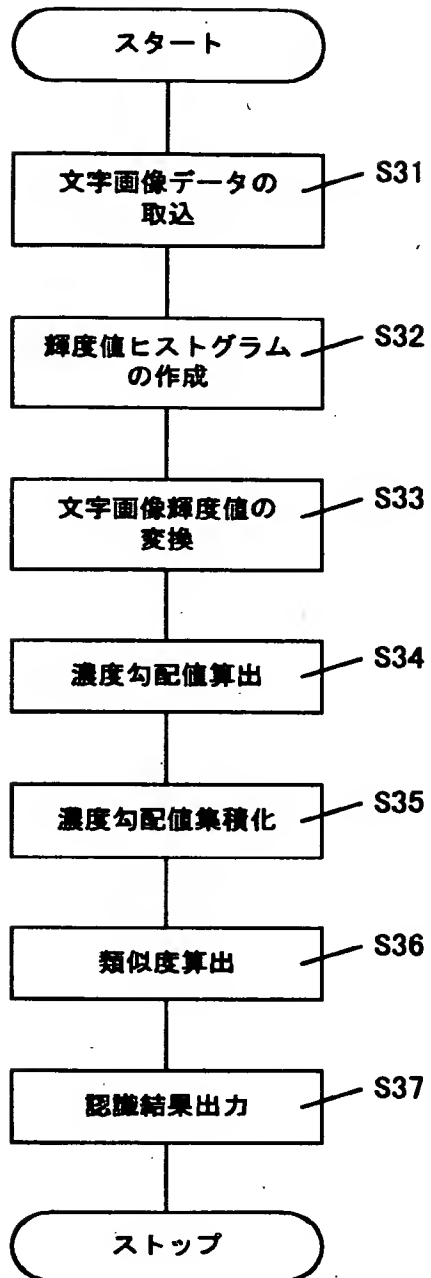 スタート
文字画像データの
取込
S31
輝度値ヒストグラム
の作成
S32
文字画像輝度値の
変換
S33
濃度勾配値算出
S34
濃度勾配値集積化
S35
類似度算出
S36
認識結果出力
S37
ストップ